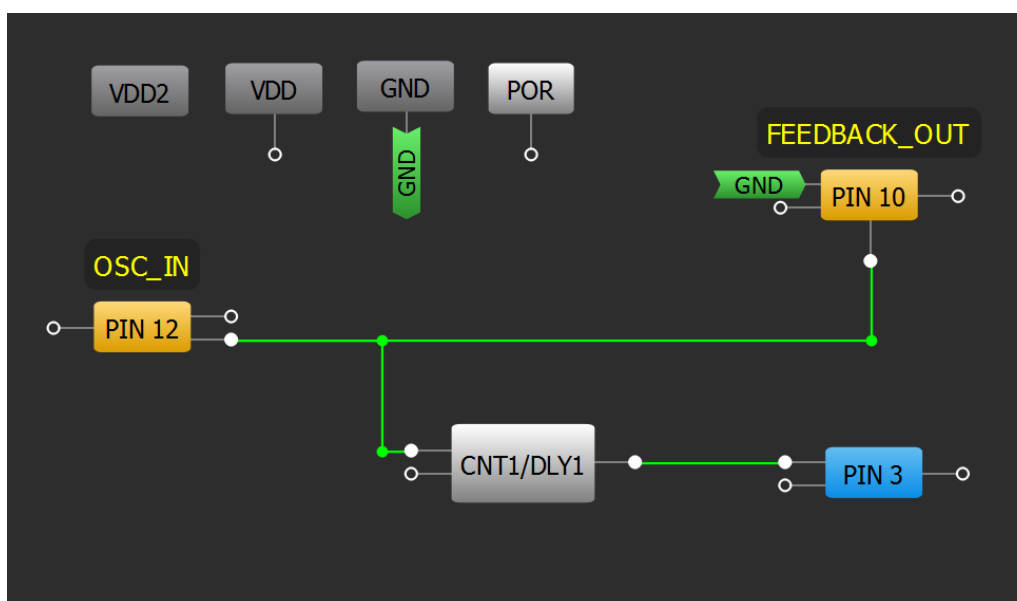 VDD2
VDD
GND
POR
GND
FEEDBACK_OUT
GND
PIN 10
OSC_IN
PIN 12
CNT1/DLY1
PIN 3